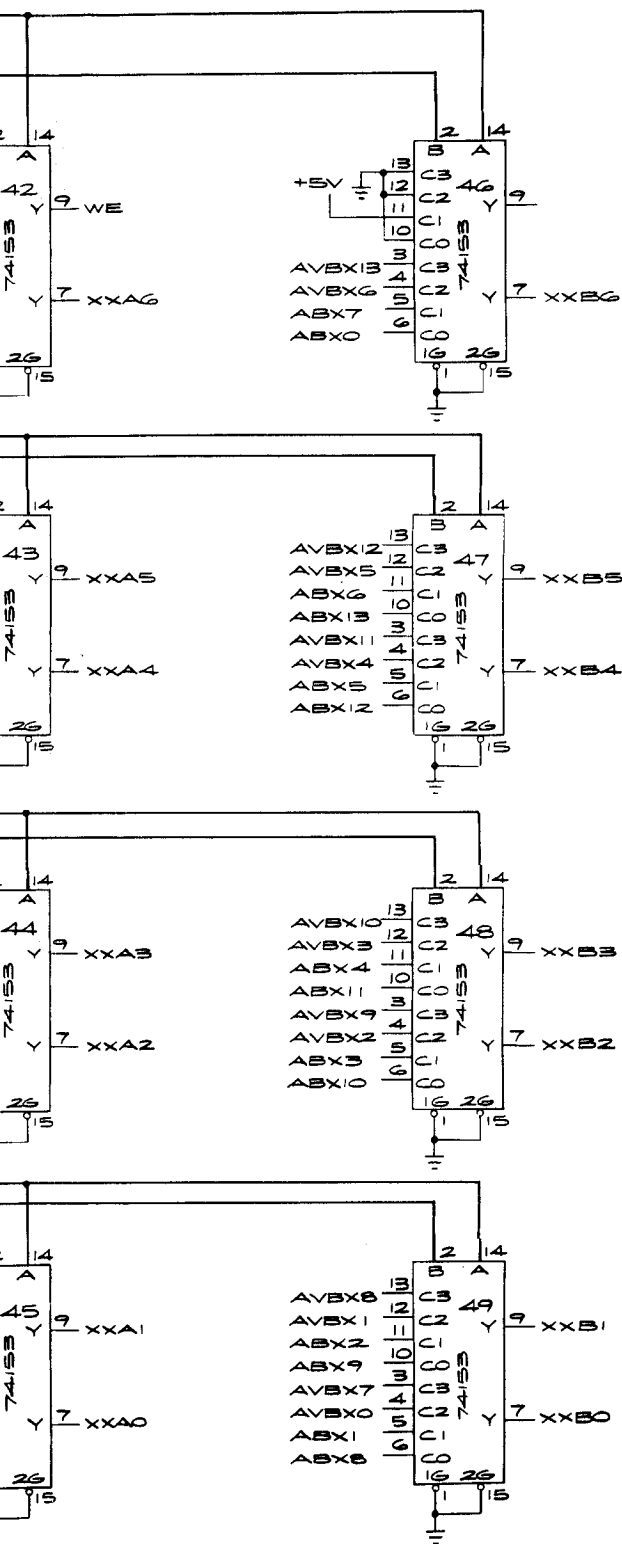 2 14 2 14
A B A
42 +5V 13 C3 46
12 C2
Y 9 WE 11 C1 Y 9
74153 10 C0 74153
AVBX13 3 C3
AVBX6 4 C2
Y 7 XXA6 ABX7 5 C1 Y 7 XXB6
ABX0 6 C0
2G 1G 2G
15 1 15
2 14 2 14
A B A
43 AVBX12 13 C3 47
AVBX5 12 C2
Y 9 XXA5 ABX6 11 C1 Y 9 XXB5
74153 ABX13 10 C0 74153
AVBX11 3 C3
AVBX4 4 C2
Y 7 XXA4 ABX5 5 C1 Y 7 XXB4
ABX12 6 C0
2G 1G 2G
15 1 15
14 2 14
A B A
44 AVBX10 13 C3 48
AVBX3 12 C2
Y 9 XXA3 ABX4 11 C1 Y 9 XXB3
74153 ABX11 10 C0 74153
AVBX9 3 C3
AVBX2 4 C2
Y 7 XXA2 ABX3 5 C1 Y 7 XXB2
ABX10 6 C0
2G 1G 2G
15 1 15
14 2 14
A B A
45 AVBX8 13 C3 49
AVBX1 12 C2
Y 9 XXA1 ABX2 11 C1 Y 9 XXB1
74153 ABX9 10 C0 74153
AVBX7 3 C3
AVBX0 4 C2
Y 7 XXA0 ABX1 5 C1 Y 7 XXB0
ABX8 6 C0
2G 1G 2G
15 1 15